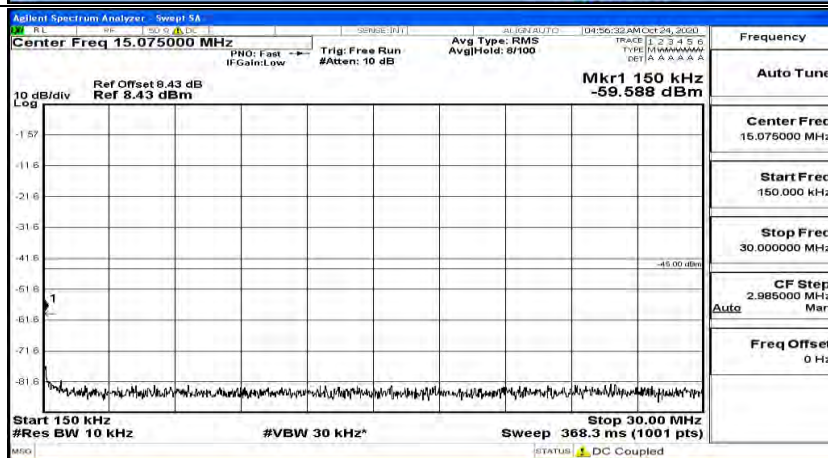 Agilent Spectrum Analyzer - Swept SA
RL RF 50 Ω DC SENSE:INT ALIGN AUTO 04:56:32 AM Oct 24, 2020
Center Freq 15.075000 MHz
PNO: Fast
IFGain:Low
Trig: Free Run
#Atten: 10 dB
Avg Type: RMS
Avg|Hold: 8/100
TRACE 1 2 3 4 5 6
TYPE M
DET A A A A A A
Ref Offset 8.43 dB
10 dB/div Ref 8.43 dBm
Log
Mkr1 150 kHz
-59.588 dBm
-1.57
-11.6
-21.6
-31.6
-41.6
-45.00 dBm
-51.6
1
-61.6
-71.6
-81.6
Start 150 kHz
Stop 30.00 MHz
#Res BW 10 kHz
#VBW 30 kHz*
Sweep 368.3 ms (1001 pts)
MSG
STATUS DC Coupled
Frequency
Auto Tune
Center Freq
15.075000 MHz
Start Freq
150.000 kHz
Stop Freq
30.000000 MHz
CF Step
2.985000 MHz
Auto Man
Freq Offset
0 Hz